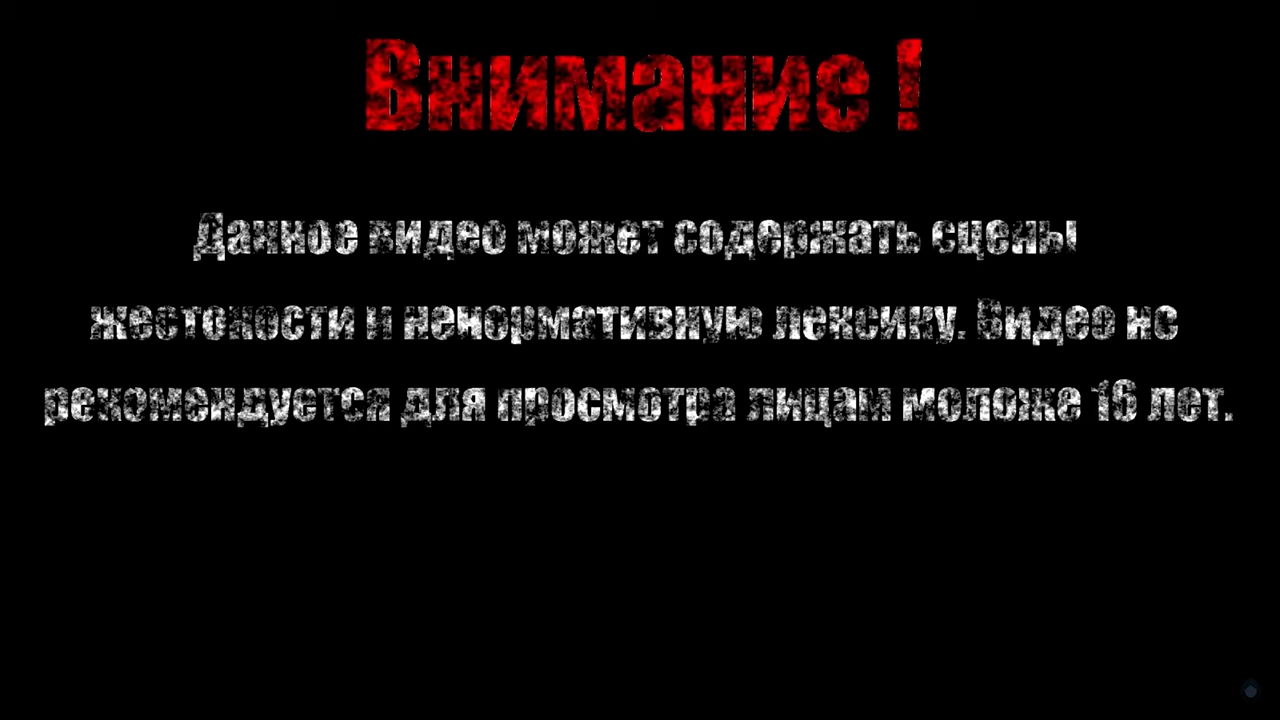 Внимание !
Данное видео может содержать сцены
жестокости и ненормативную лексику. Видео не
рекомендуется для просмотра лицам моложе 16 лет.